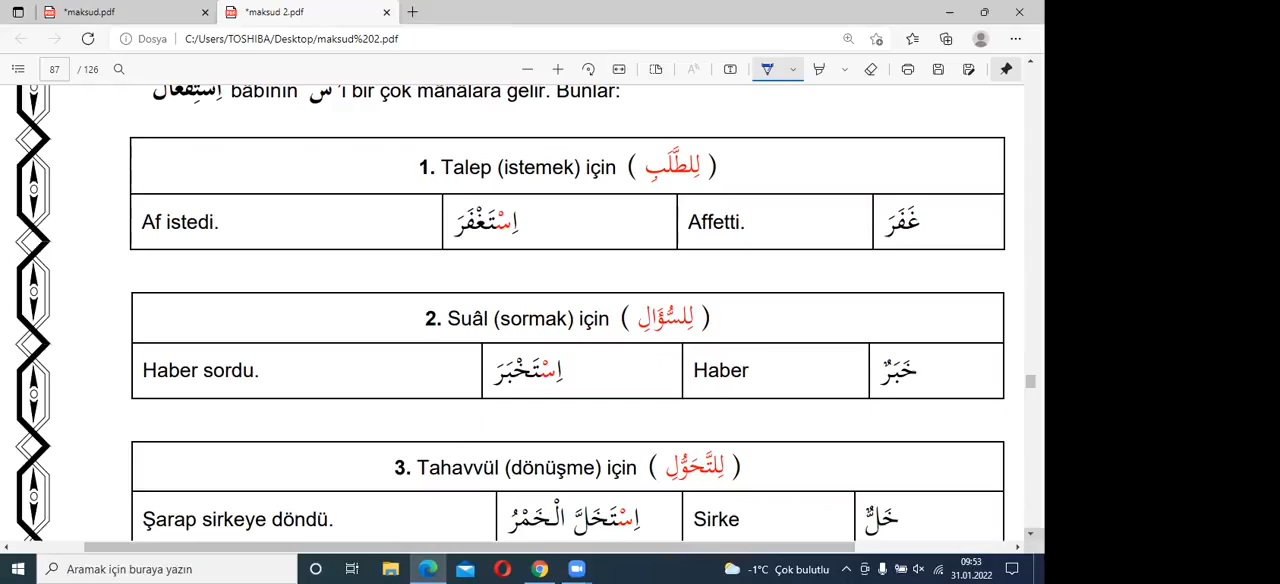 *maksud.pdf
*maksud 2.pdf
Dosya
C:/Users/TOSHIBA/Desktop/maksud%202.pdf
87 / 126
اِسْتِفْعَالْ bâbının س 'i bir çok mânâlara gelir. Bunlar:
1. Talep (istemek) için ( لِلطَّلَبِ )
Af istedi. اِسْتَغْفَرَ Affetti. غَفَرَ
2. Suâl (sormak) için ( لِلسُّؤَالِ )
Haber sordu. اِسْتَخْبَرَ Haber خَبَرٌ
3. Tahavvül (dönüşme) için ( لِلتَّحَوُّلِ )
Şarap sirkeye döndü. اِسْتَخَلَّ الْخَمْرُ Sirke خَلٌّ
Aramak için buraya yazın
-1°C Çok bulutlu
09:53
31.01.2022